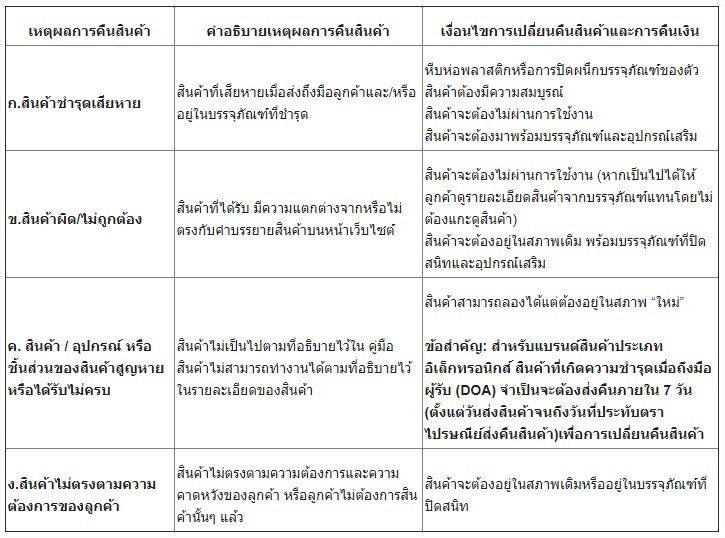 เหตุผลการคืนสินค้า
คำอธิบายเหตุผลการคืนสินค้า
เงื่อนไขการเปลี่ยนคืนสินค้าและการคืนเงิน
ก.สินค้าชำรุดเสียหาย
สินค้าที่เสียหายเมื่อส่งถึงมือลูกค้าและ/หรือ
อยู่ในบรรจุภัณฑ์ที่ชำรุด
หีบห่อพลาสติกหรือการปิดผนึกบรรจุภัณฑ์ของตัว
สินค้าต้องมีความสมบูรณ์
สินค้าจะต้องไม่ผ่านการใช้งาน
สินค้าจะต้องมาพร้อมบรรจุภัณฑ์และอุปกรณ์เสริม
ข.สินค้าผิด/ไม่ถูกต้อง
สินค้าที่ได้รับ มีความแตกต่างจากหรือไม่
ตรงกับคำบรรยายสินค้าบนหน้าเว็บไซต์
สินค้าจะต้องไม่ผ่านการใช้งาน (หากเป็นไปได้ให้
ลูกค้าดูรายละเอียดสินค้าจากบรรจุภัณฑ์แทนโดยไม่
ต้องแกะดูสินค้า)
สินค้าจะต้องอยู่ในสภาพเดิม พร้อมบรรจุภัณฑ์ที่ปิด
สนิทและอุปกรณ์เสริม
ค. สินค้า / อุปกรณ์ หรือ
ชิ้นส่วนของสินค้าสูญหาย
หรือได้รับไม่ครบ
สินค้าไม่เป็นไปตามที่อธิบายไว้ใน คู่มือ
สินค้าไม่สามารถทำงานได้ตามที่อธิบายไว้
ในรายละเอียดของสินค้า
สินค้าสามารถลองได้แต่ต้องอยู่ในสภาพ “ใหม่”
ข้อสำคัญ: สำหรับแบรนด์สินค้าประเภท
อิเล็กทรอนิกส์ สินค้าที่เกิดความชำรุดเมื่อถึงมือ
ผู้รับ (DOA) จำเป็นจะต้องส่งคืนภายใน 7 วัน
(ตั้งแต่วันส่งสินค้าจนถึงวันที่ประทับตรา
ไปรษณีย์ส่งคืนสินค้า)เพื่อการเปลี่ยนคืนสินค้า
ง.สินค้าไม่ตรงตามความ
ต้องการของลูกค้า
สินค้าไม่ตรงตามความต้องการและความ
คาดหวังของลูกค้า หรือลูกค้าไม่ต้องการสิน
ค้านั้นๆ แล้ว
สินค้าจะต้องอยู่ในสภาพเดิมหรืออยู่ในบรรจุภัณฑ์ที่
ปิดสนิท